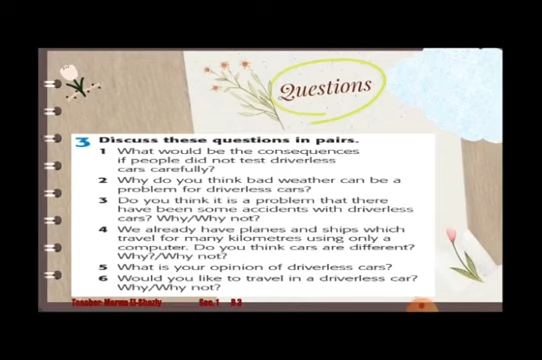 Questions
3 Discuss these questions in pairs.
1 What would be the consequences
if people did not test driverless
cars carefully?
2 Why do you think bad weather can be a
problem for driverless cars?
3 Do you think it is a problem that there
have been some accidents with driverless
cars? Why/Why not?
4 We already have planes and ships which
travel for many kilometres using only a
computer. Do you think cars are different?
Why?/Why not?
5 What is your opinion of driverless cars?
6 Would you like to travel in a driverless car?
Why/Why not?
Teacher-Marwa El-Shazly Sec.1